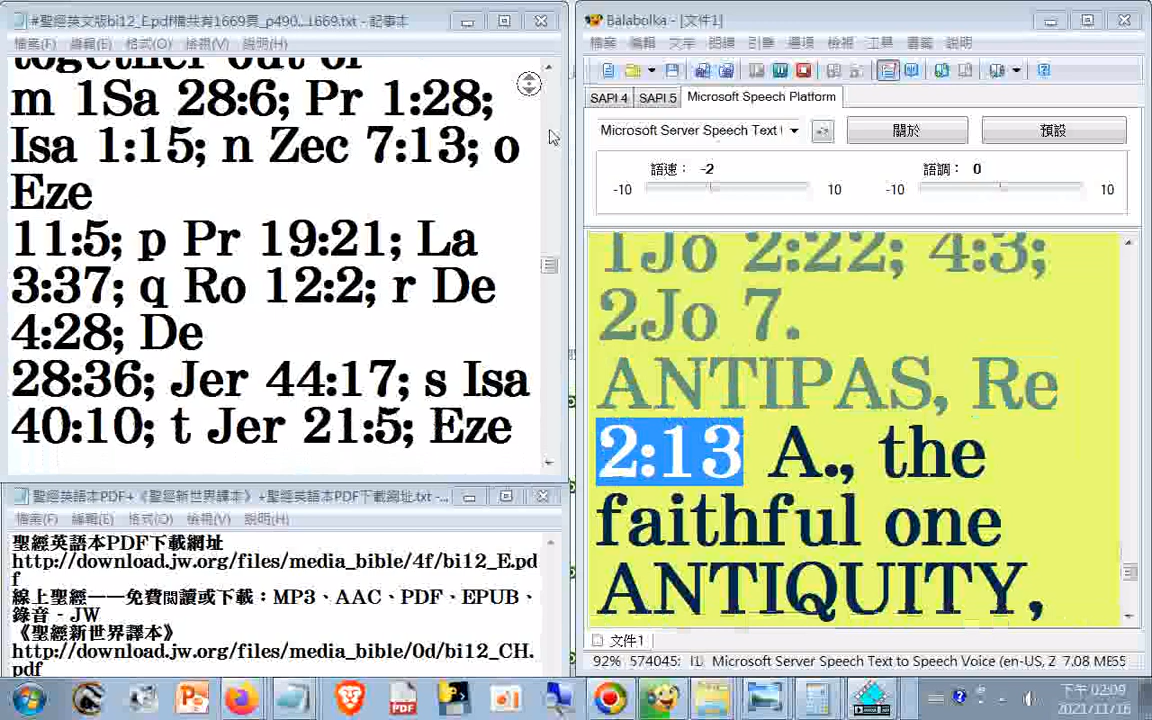 #聖經英文版bi12_E.pdf檔共有1669頁_p490...1669.txt - 記事本
檔案(F) 編輯(E) 格式(O) 檢視(V) 說明(H)
together out of
m 1Sa 28:6; Pr 1:28;
Isa 1:15; n Zec 7:13; o
Eze
11:5; p Pr 19:21; La
3:37; q Ro 12:2; r De
4:28; De
28:36; Jer 44:17; s Isa
40:10; t Jer 21:5; Eze
聖經英語本PDF+《聖經新世界譯本》+聖經英語本PDF下載網址.txt - ...
檔案(F) 編輯(E) 格式(O) 檢視(V) 說明(H)
聖經英語本PDF下載網址
http://download.jw.org/files/media_bible/4f/bi12_E.pd
f
線上聖經——免費閱讀或下載：MP3、AAC、PDF、EPUB、
錄音 - JW
《聖經新世界譯本》
http://download.jw.org/files/media_bible/0d/bi12_CH.
pdf
Balabolka - [文件1]
檔案 編輯 文字 朗讀 引擎 選項 檢視 工具 書籤 說明
SAPI 4 SAPI 5 Microsoft Speech Platform
Microsoft Server Speech Text 關於 預設
語速： -2 語調： 0
-10 10 -10 10
1Jo 2:22; 4:3;
2Jo 7.
ANTIPAS, Re
2:13 A., the
faithful one
ANTIQUITY,
文件1
92% 574045: Microsoft Server Speech Text to Speech Voice (en-US, Z 7.08 ME
下午 02:09
2021/11/16